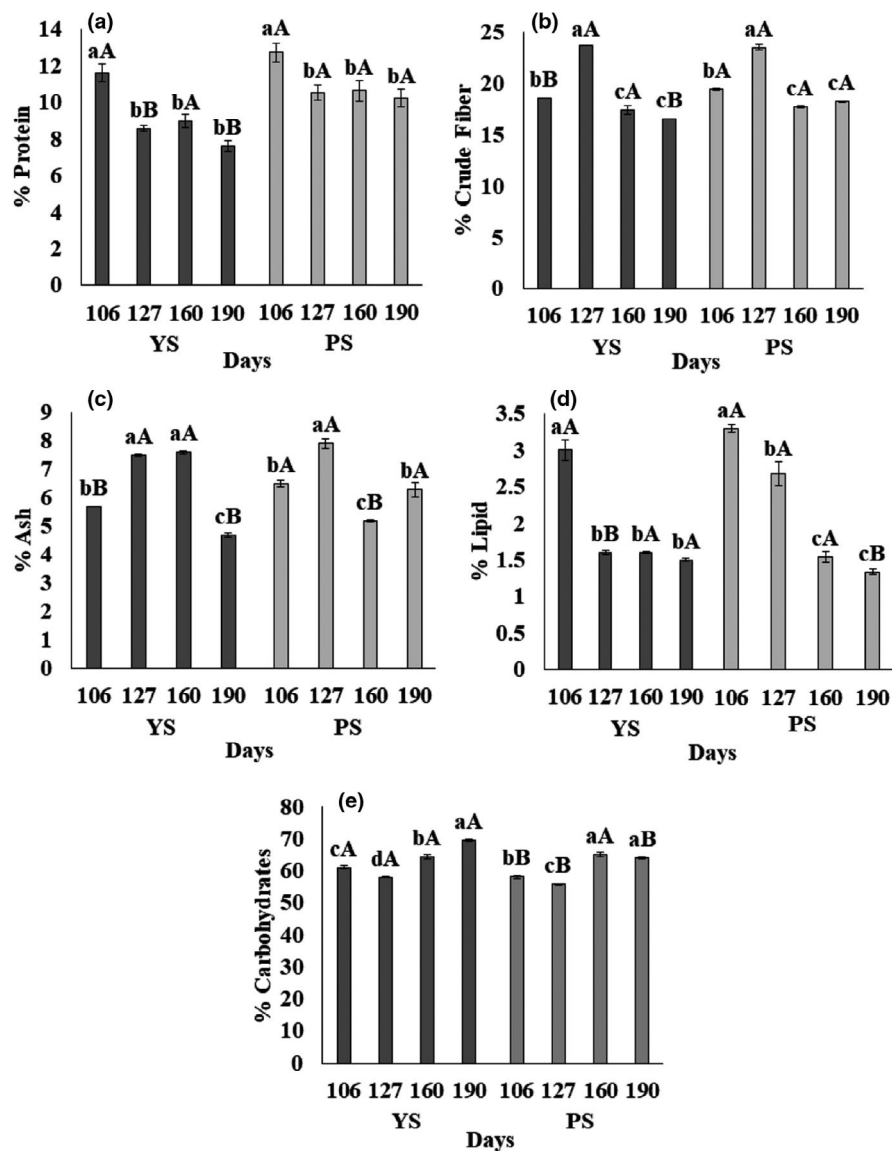 (a)
% Protein
14
12
10
8
6
4
2
0
aA bB bA bB aA bA bA bA
106 127 160 190 106 127 160 190
YS PS
Days
(b)
% Crude Fiber
25
20
15
10
5
0
bB aA cA cB bA aA cA cA
106 127 160 190 106 127 160 190
YS PS
Days
(c)
% Ash
9
8
7
6
5
4
3
2
1
0
bB aA aA cB bA aA cB bA
106 127 160 190 106 127 160 190
YS PS
Days
(d)
% Lipid
3.5
3
2.5
2
1.5
1
0.5
0
aA bB bA bA aA bA cA cB
106 127 160 190 106 127 160 190
YS PS
Days
(e)
% Carbohydrates
80
70
60
50
40
30
20
10
0
cA dA bA aA bB cB aA aB
106 127 160 190 106 127 160 190
YS PS
Days